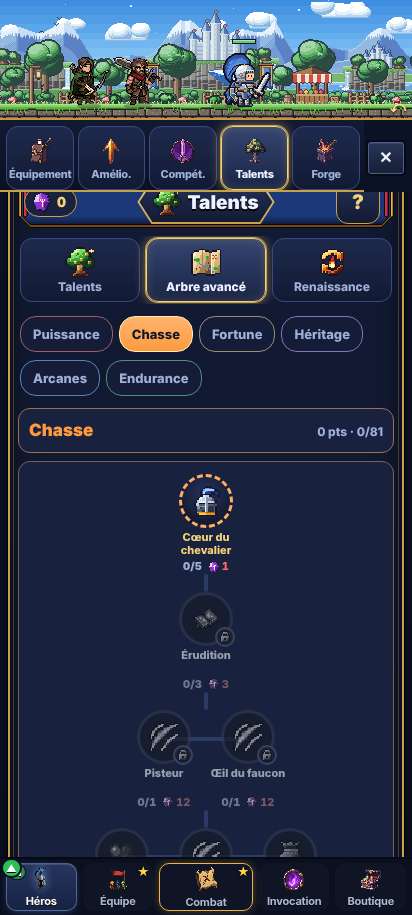 Équipement
Amélio.
Compét.
Talents
Forge
×
0
Talents
?
Talents
Arbre avancé
Renaissance
Puissance
Chasse
Fortune
Héritage
Arcanes
Endurance
Chasse
0 pts · 0/81
Cœur du
chevalier
0/5 1
Érudition
0/3 3
Pisteur
Œil du faucon
0/1 12
0/1 12
Héros
Équipe
Combat
Invocation
Boutique